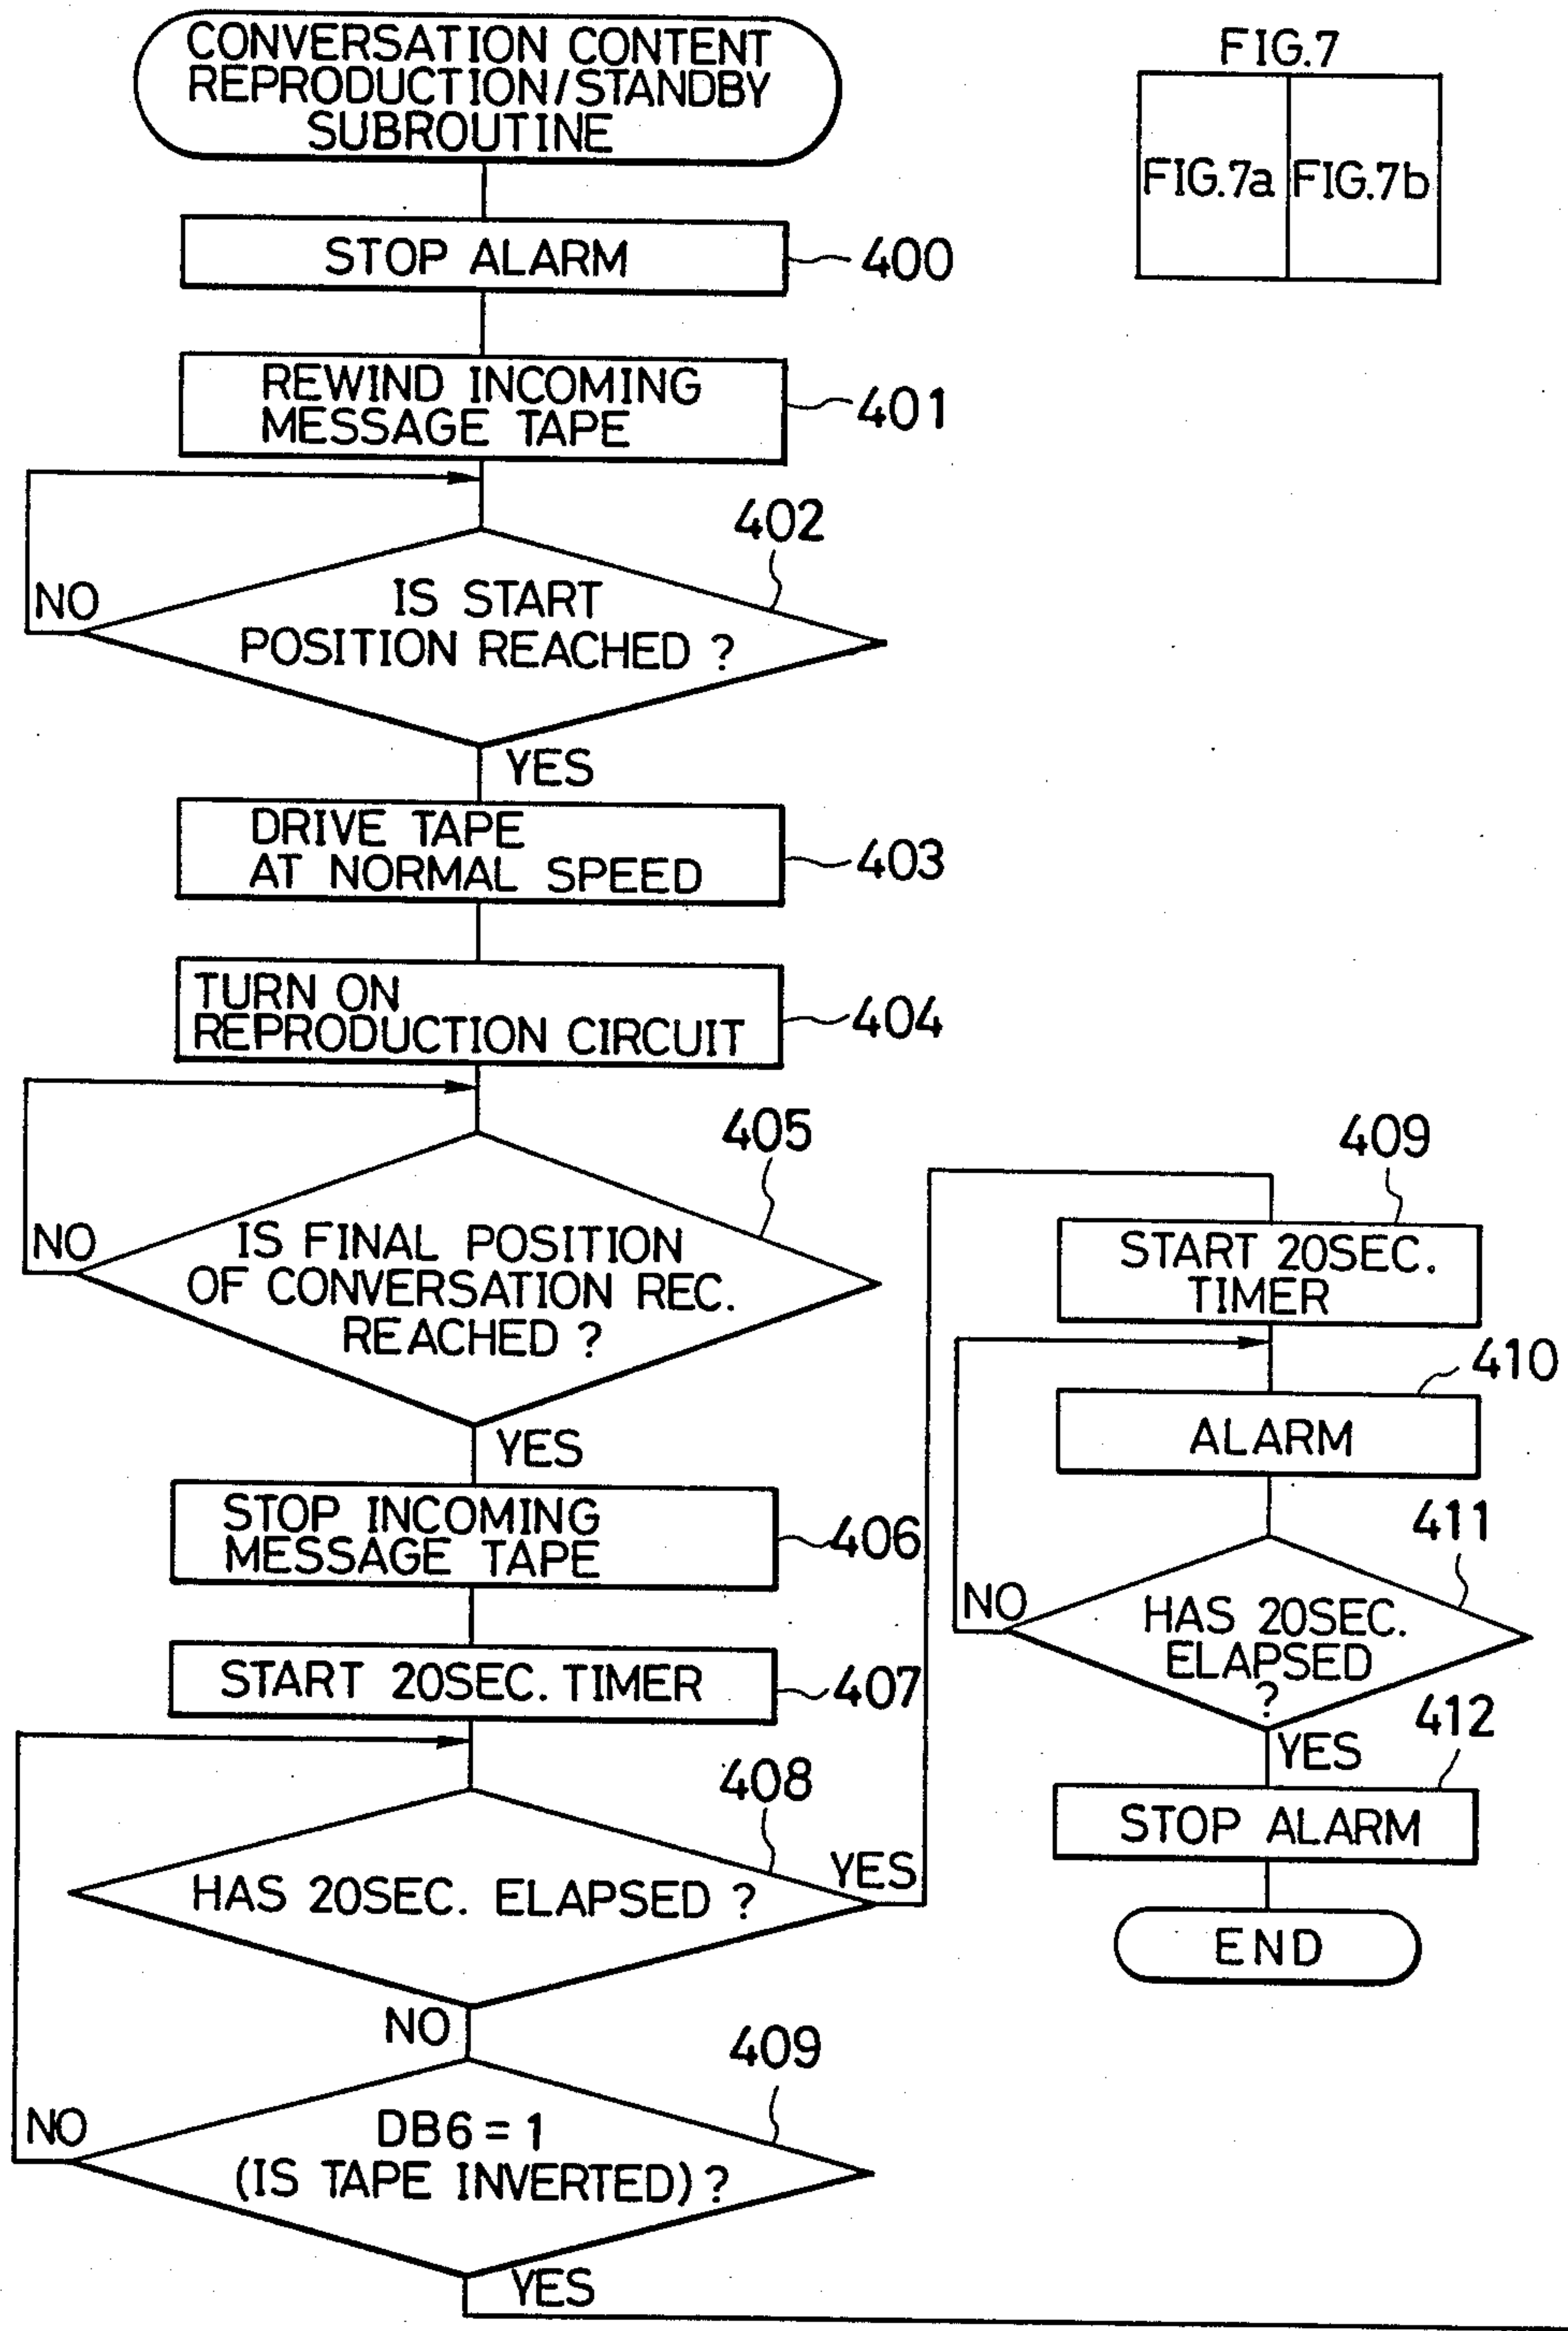 CONVERSATION CONTENT
REPRODUCTION/STANDBY
SUBROUTINE
FIG.7
FIG.7a FIG.7b
STOP ALARM
400
REWIND INCOMING
MESSAGE TAPE
401
402
IS START
POSITION REACHED ?
NO
YES
DRIVE TAPE
AT NORMAL SPEED
403
TURN ON
REPRODUCTION CIRCUIT
404
405
IS FINAL POSITION
OF CONVERSATION REC.
REACHED ?
NO
YES
STOP INCOMING
MESSAGE TAPE
406
START 20SEC. TIMER
407
408
HAS 20SEC. ELAPSED ?
YES
NO
409
DB6 = 1
(IS TAPE INVERTED) ?
NO
YES
409
START 20SEC.
TIMER
410
ALARM
411
HAS 20SEC.
ELAPSED
?
NO
YES
412
STOP ALARM
END